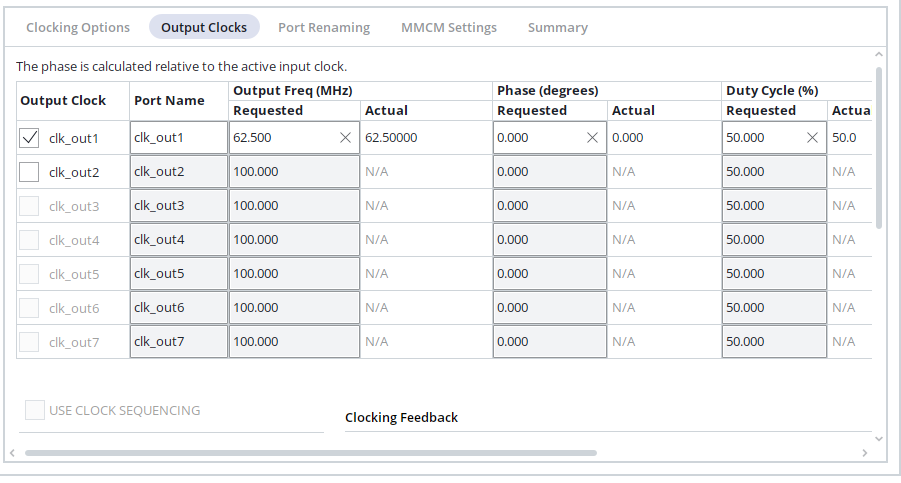 Clocking Options Output Clocks Port Renaming MMCM Settings Summary
The phase is calculated relative to the active input clock.
Output Clock Port Name Output Freq (MHz) Phase (degrees) Duty Cycle (%)
Requested Actual Requested Actual Requested Actua
clk_out1 clk_out1 62.500 62.50000 0.000 0.000 50.000 50.0
clk_out2 clk_out2 100.000 N/A 0.000 N/A 50.000 N/A
clk_out3 clk_out3 100.000 N/A 0.000 N/A 50.000 N/A
clk_out4 clk_out4 100.000 N/A 0.000 N/A 50.000 N/A
clk_out5 clk_out5 100.000 N/A 0.000 N/A 50.000 N/A
clk_out6 clk_out6 100.000 N/A 0.000 N/A 50.000 N/A
clk_out7 clk_out7 100.000 N/A 0.000 N/A 50.000 N/A
USE CLOCK SEQUENCING
Clocking Feedback